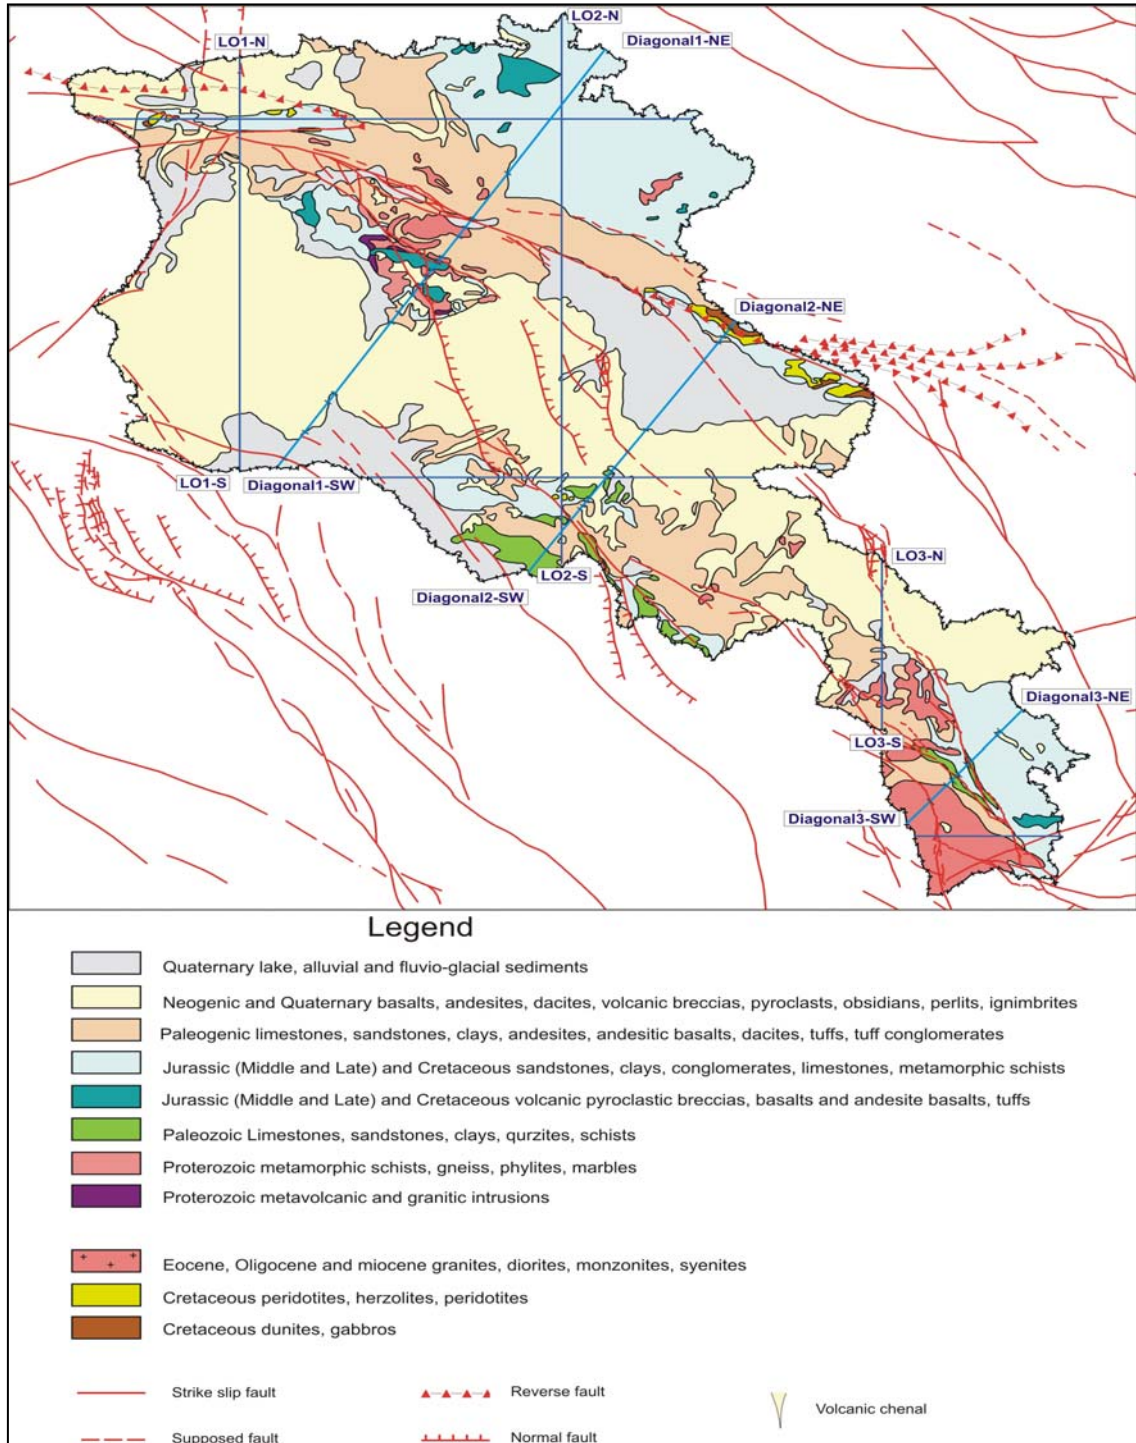 LO2-N
LO1-N
Diagonal1-NE
Diagonal2-NE
LO1-S
Diagonal1-SW
LO3-N
LO2-S
Diagonal2-SW
Diagonal3-NE
LO3-S
Diagonal3-SW
Legend
Quaternary lake, alluvial and fluvio-glacial sediments
Neogenic and Quaternary basalts, andesites, dacites, volcanic breccias, pyroclasts, obsidians, perlits, ignimbrites
Paleogenic limestones, sandstones, clays, andesites, andesitic basalts, dacites, tuffs, tuff conglomerates
Jurassic (Middle and Late) and Cretaceous sandstones, clays, conglomerates, limestones, metamorphic schists
Jurassic (Middle and Late) and Cretaceous volcanic pyroclastic breccias, basalts and andesite basalts, tuffs
Paleozoic Limestones, sandstones, clays, qurzites, schists
Proterozoic metamorphic schists, gneiss, phylites, marbles
Proterozoic metavolcanic and granitic intrusions
Eocene, Oligocene and miocene granites, diorites, monzonites, syenites
Cretaceous peridotites, herzolites, peridotites
Cretaceous dunites, gabbros
Strike slip fault
Reverse fault
Volcanic chenal
Supposed fault
Normal fault